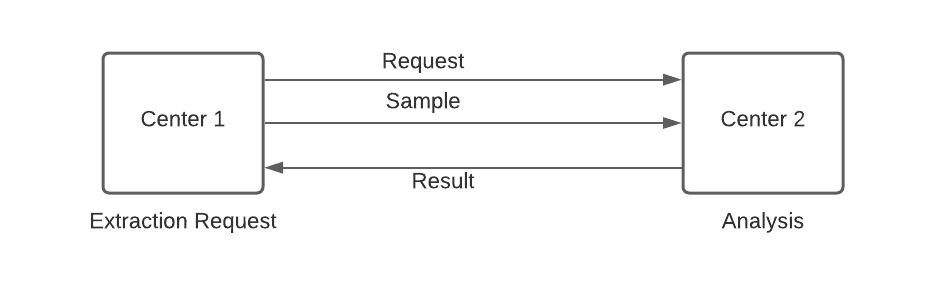 Request
Sample
Center 1
Center 2
Result
Extraction Request
Analysis